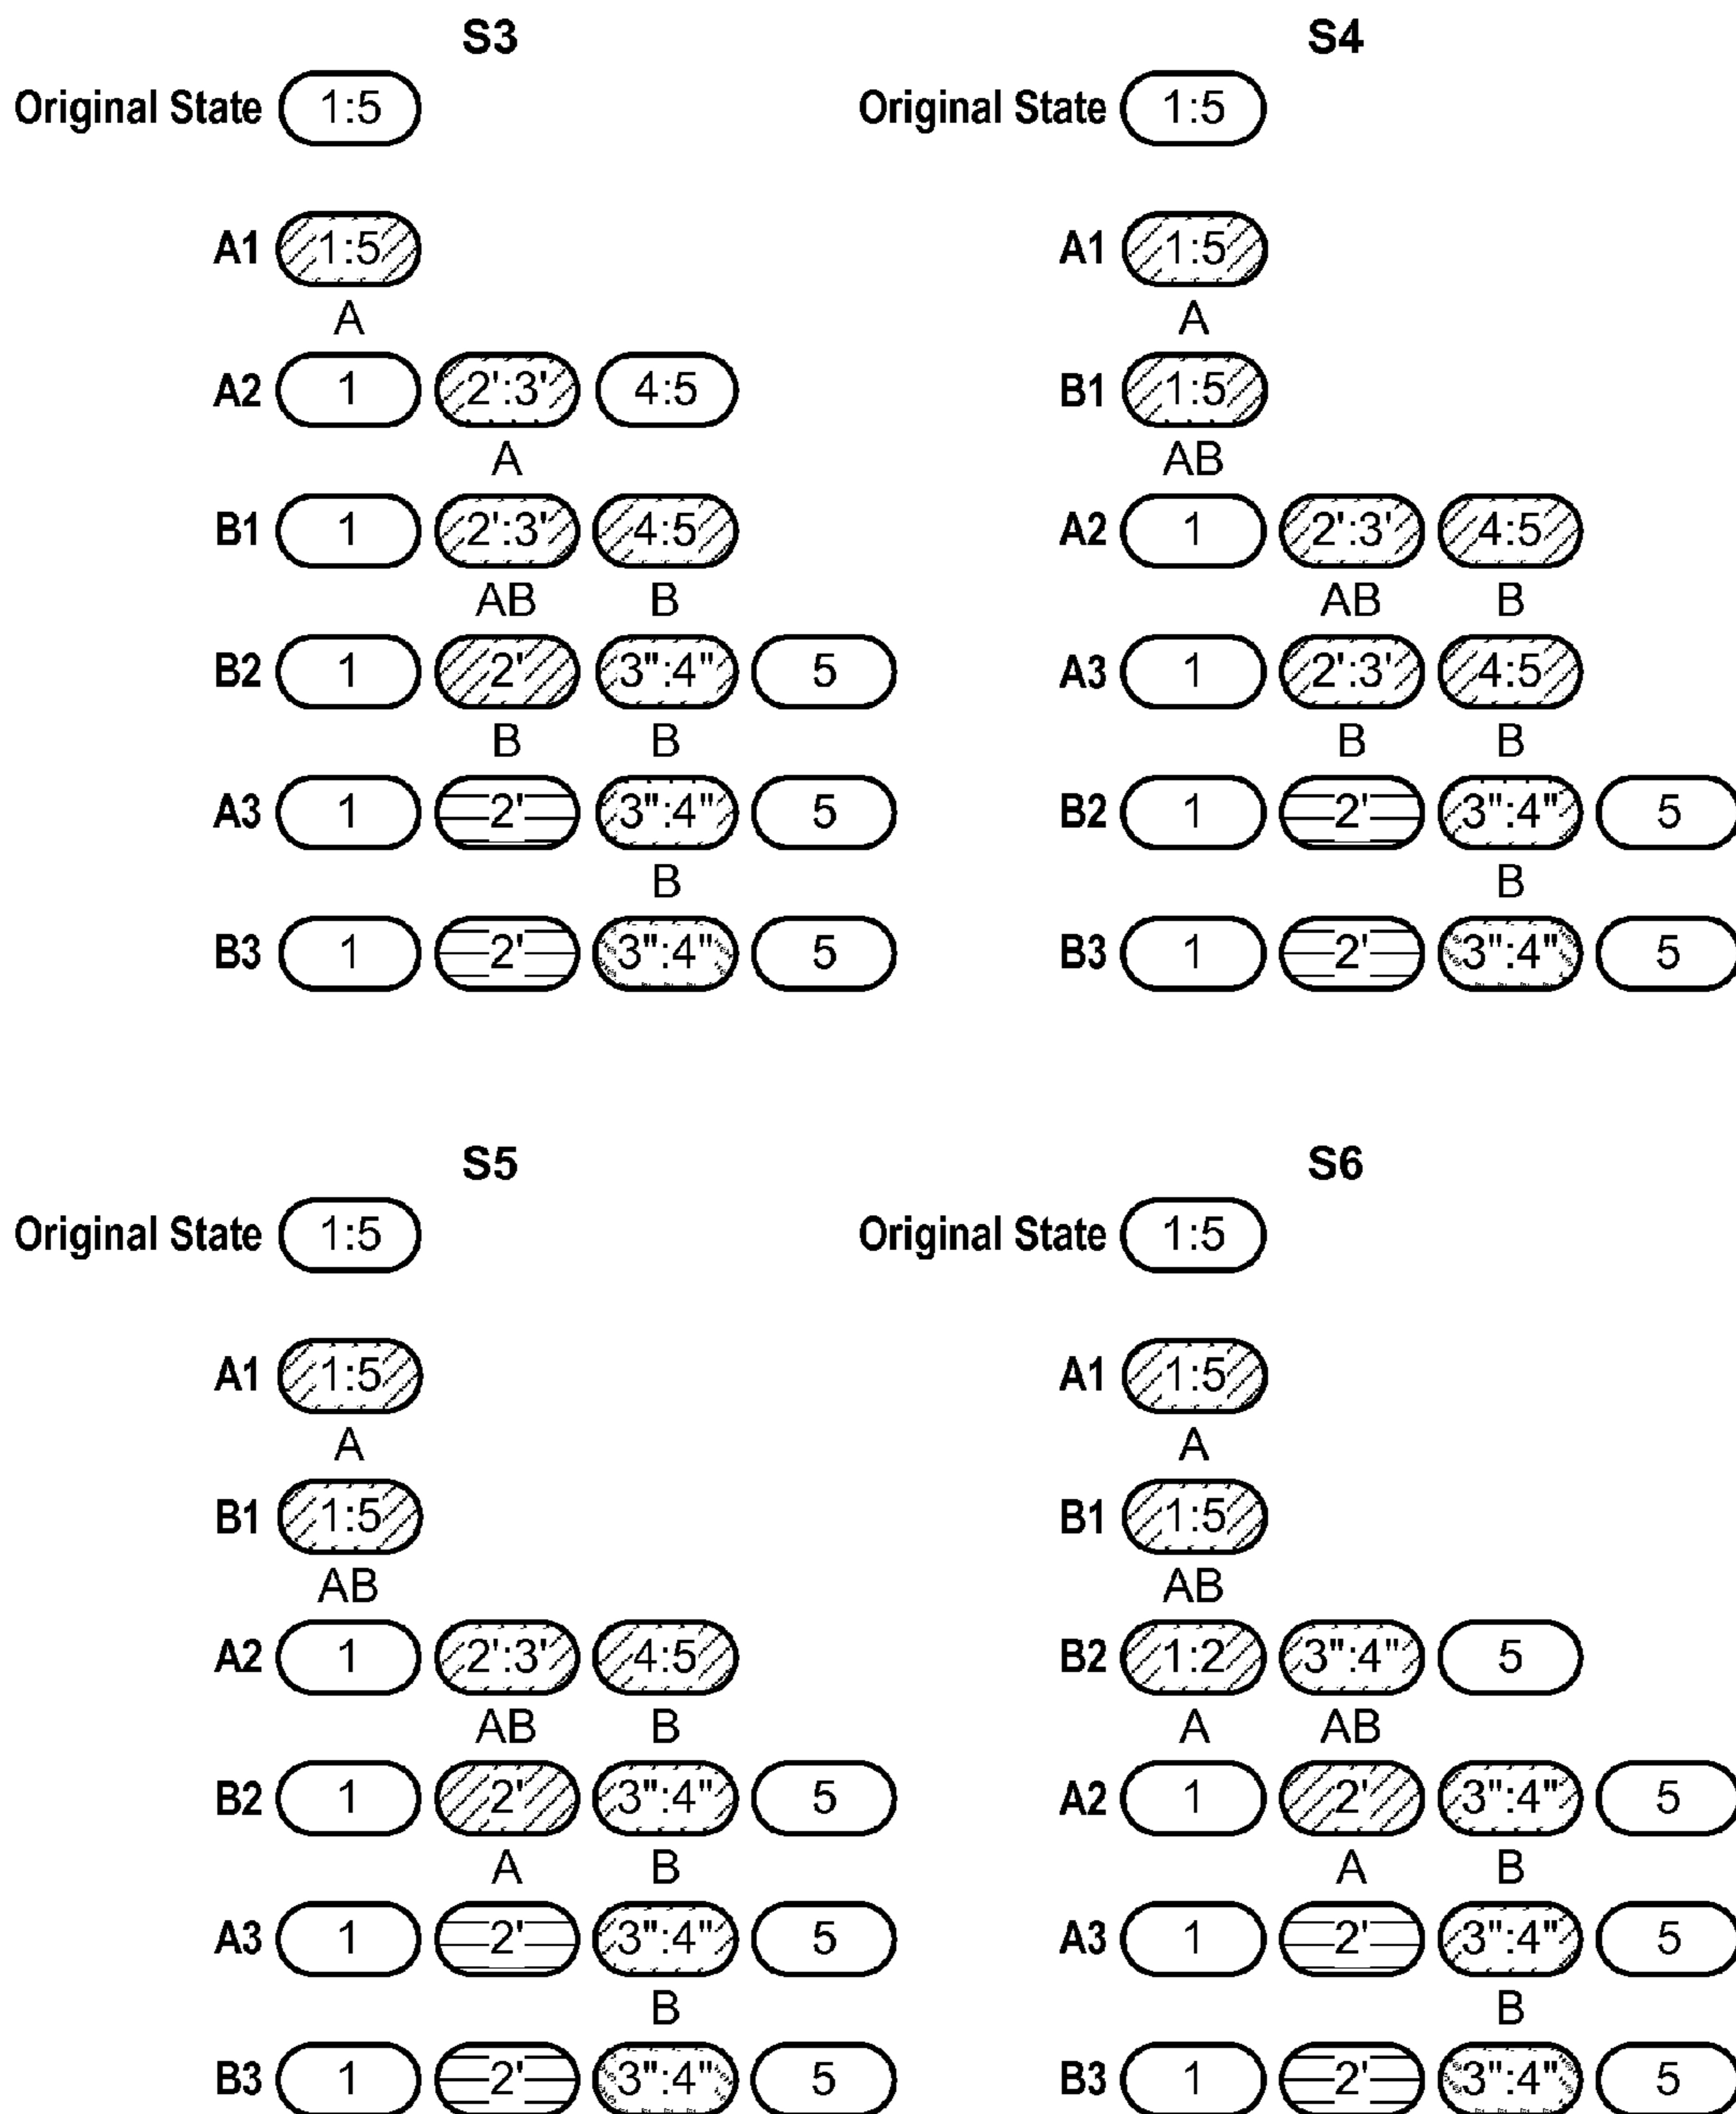 S3
Original State 1:5
A1 1:5
A
A2 1 2':3' 4:5
A
B1 1 2':3' 4:5
AB B
B2 1 2' 3":4" 5
B B
A3 1 2' 3":4" 5
B
B3 1 2' 3":4" 5
S4
Original State 1:5
A1 1:5
A
B1 1:5
AB
A2 1 2':3' 4:5
AB B
A3 1 2':3' 4:5
B B
B2 1 2' 3":4" 5
B
B3 1 2' 3":4" 5
S5
Original State 1:5
A1 1:5
A
B1 1:5
AB
A2 1 2':3' 4:5
AB B
B2 1 2' 3":4" 5
A B
A3 1 2' 3":4" 5
B
B3 1 2' 3":4" 5
S6
Original State 1:5
A1 1:5
A
B1 1:5
AB
B2 1:2 3":4" 5
A AB
A2 1 2' 3":4" 5
A B
A3 1 2' 3":4" 5
B
B3 1 2' 3":4" 5